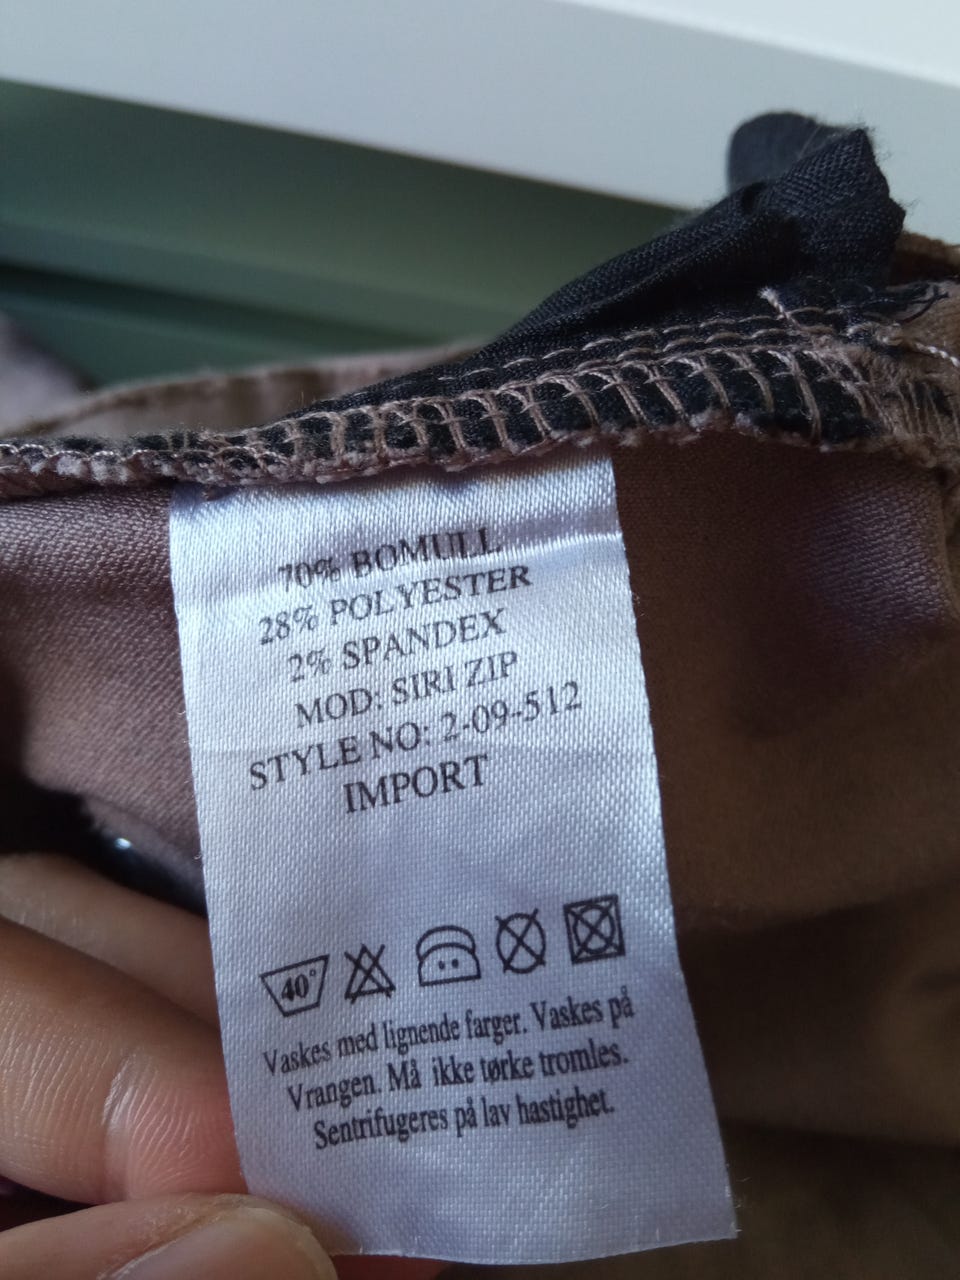 70% BOMULL
28% POLYESTER
2% SPANDEX
MOD: SIRI ZIP
STYLE NO: 2-09-512
IMPORT
40°
Vaskes med lignende farger. Vaskes på
Vrangen. Må ikke tørke tromles.
Sentrifugeres på lav hastighet.